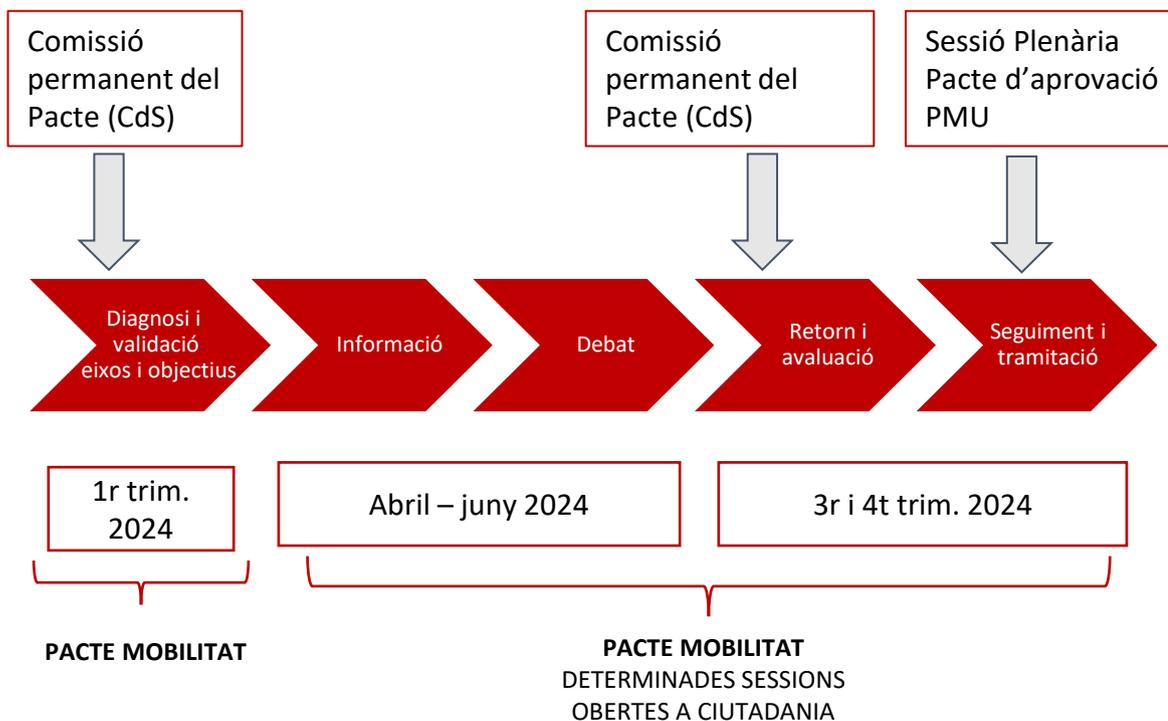 Comissió
permanent del
Pacte (CdS)
Comissió
permanent del
Pacte (CdS)
Sessió Plenària
Pacte d’aprovació
PMU
Diagnosi i
validació
eixos i objectius
Informació
Debat
Retorn i
avaluació
Seguiment i
tramitació
1r trim.
2024
Abril – juny 2024
3r i 4t trim. 2024
PACTE MOBILITAT
PACTE MOBILITAT
DETERMINADES SESSIONS
OBERTES A CIUTADANIA